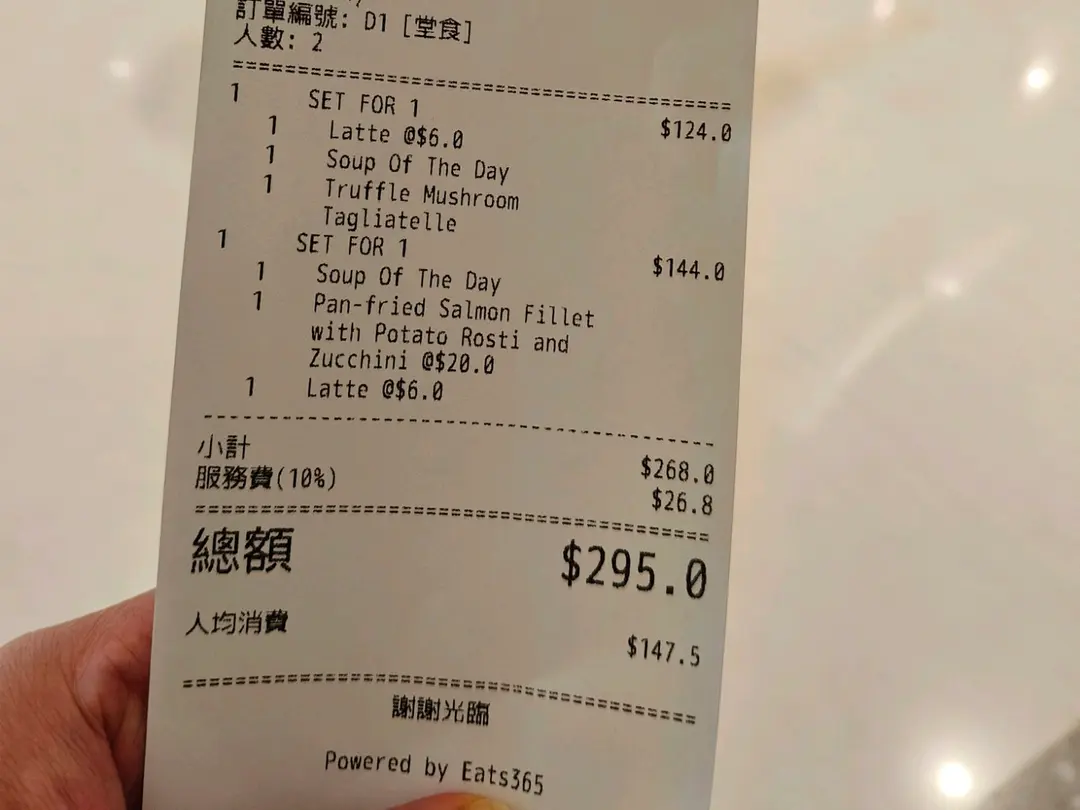 訂單編號: D1 [堂食]
人數: 2
1 SET FOR 1 $124.0
1 Latte @$6.0
1 Soup Of The Day
1 Truffle Mushroom
Tagliatelle
1 SET FOR 1 $144.0
1 Soup Of The Day
1 Pan-fried Salmon Fillet
with Potato Rosti and
Zucchini @$20.0
1 Latte @$6.0
小計 $268.0
服務費(10%) $26.8
總額 $295.0
人均消費 $147.5
謝謝光臨
Powered by Eats365